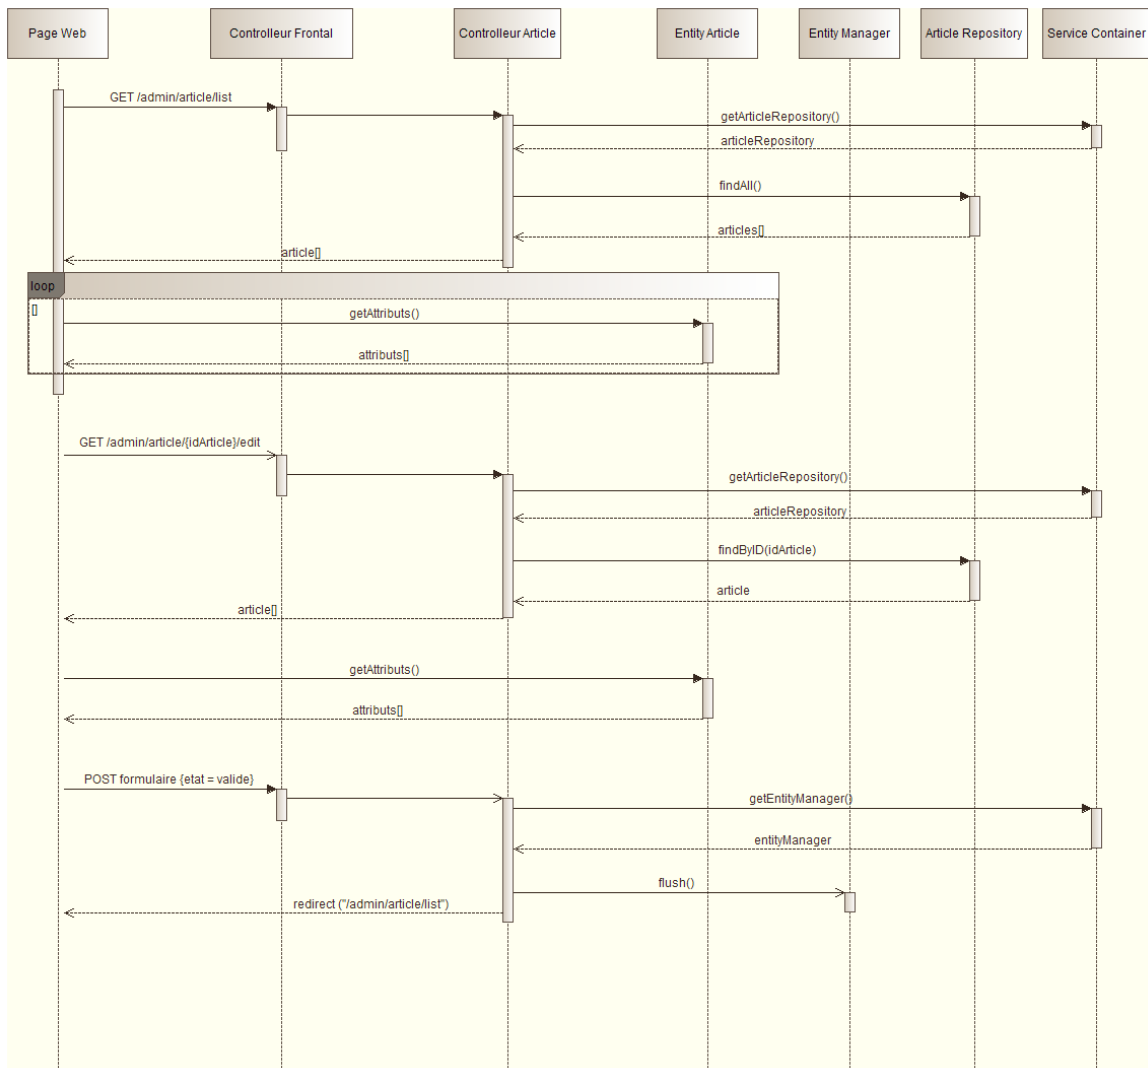 Page Web
Controlleur Frontal
Controlleur Article
Entity Article
Entity Manager
Article Repository
Service Container
GET /admin/article/list
getArticleRepository()
articleRepository
findAll()
articles[]
article[]
loop
[]
getAttributs()
attributs[]
GET /admin/article/{idArticle}/edit
getArticleRepository()
articleRepository
findByID(idArticle)
article
article[]
getAttributs()
attributs[]
POST formulaire {etat = valide}
getEntityManager()
entityManager
flush()
redirect ("/admin/article/list")